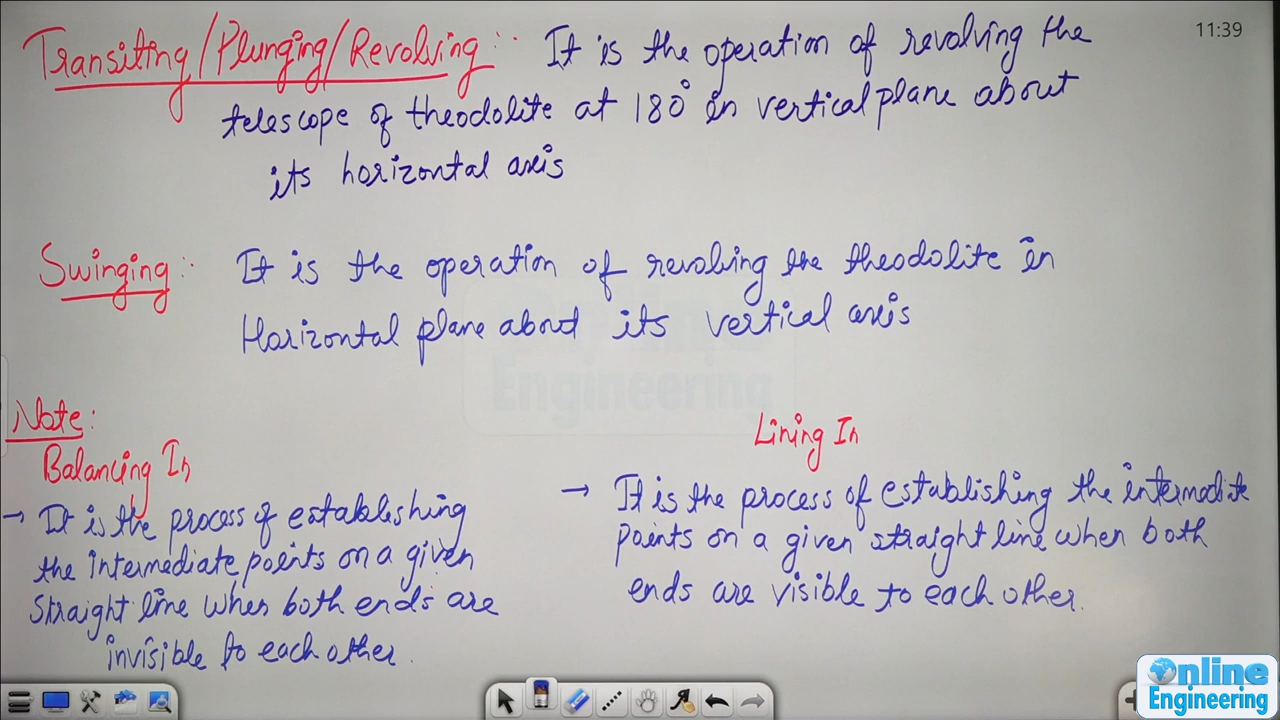 Transiting/Plunging/Revolving:- It is the operation of revolving the
11:39
telescope of theodolite at 180° in vertical plane about
its horizontal axis
Swinging:- It is the operation of revolving the theodolite in
Horizontal plane about its vertical axis
Engineering
Note:
Balancing In
→ It is the process of establishing
the intermediate points on a given
straight line when both ends are
invisible to each other.
Lining In
→ It is the process of establishing the intermediate
points on a given straight line when both
ends are visible to each other.
Online
Engineering